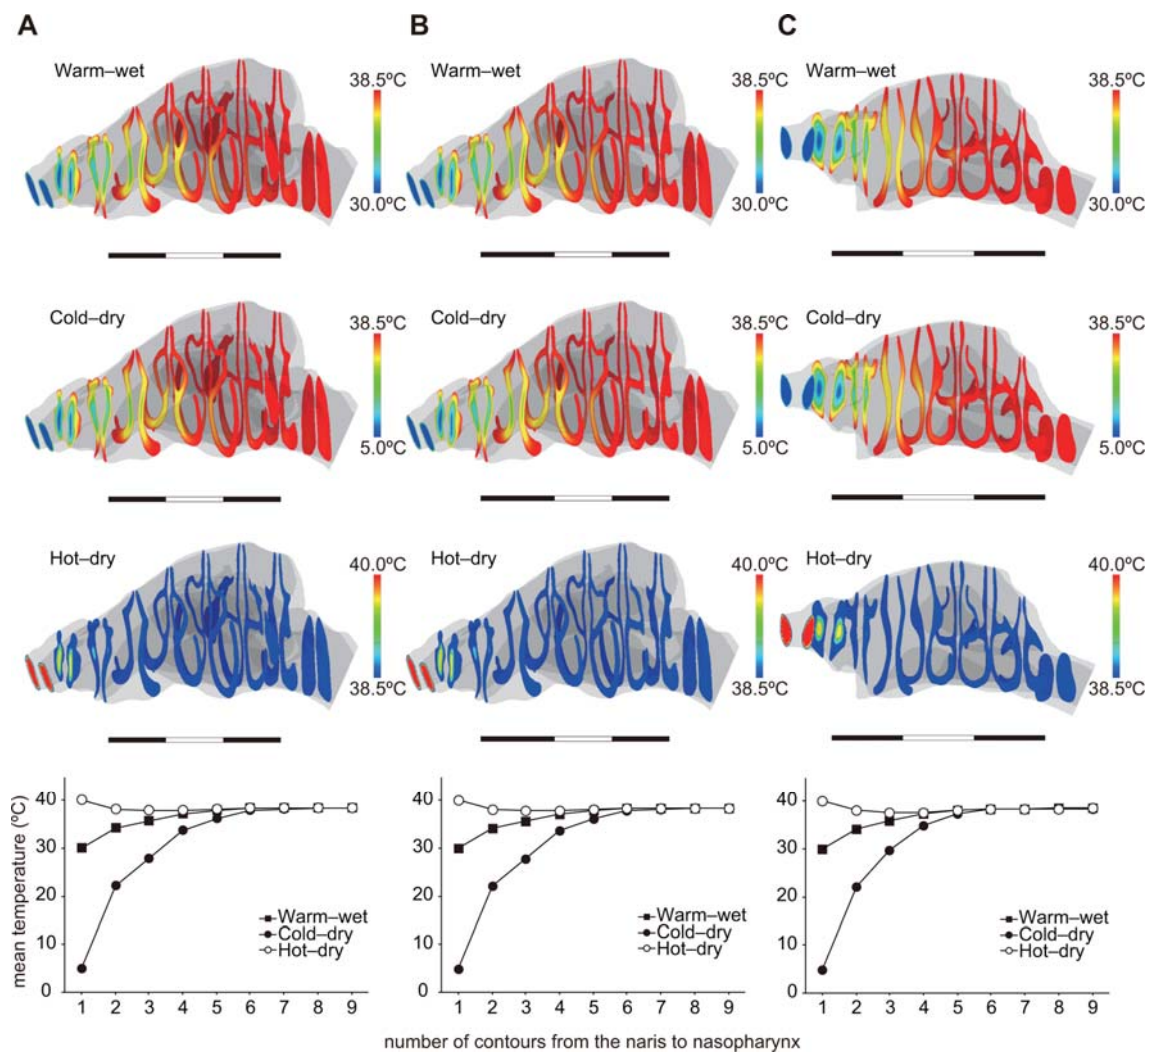 A B C
Warm–wet Warm–wet Warm–wet
38.5ºC 38.5ºC 38.5ºC
30.0ºC 30.0ºC 30.0ºC
Cold–dry Cold–dry Cold–dry
38.5ºC 38.5ºC 38.5ºC
5.0ºC 5.0ºC 5.0ºC
Hot–dry Hot–dry Hot–dry
40.0ºC 40.0ºC 40.0ºC
38.5ºC 38.5ºC 38.5ºC
mean temperature (ºC)
40 40 40
30 30 30
20 20 20
Warm–wet Warm–wet Warm–wet
10 Cold–dry 10 Cold–dry 10 Cold–dry
Hot–dry Hot–dry Hot–dry
0 0 0
1 2 3 4 5 6 7 8 9 1 2 3 4 5 6 7 8 9 1 2 3 4 5 6 7 8 9
number of contours from the naris to nasopharynx